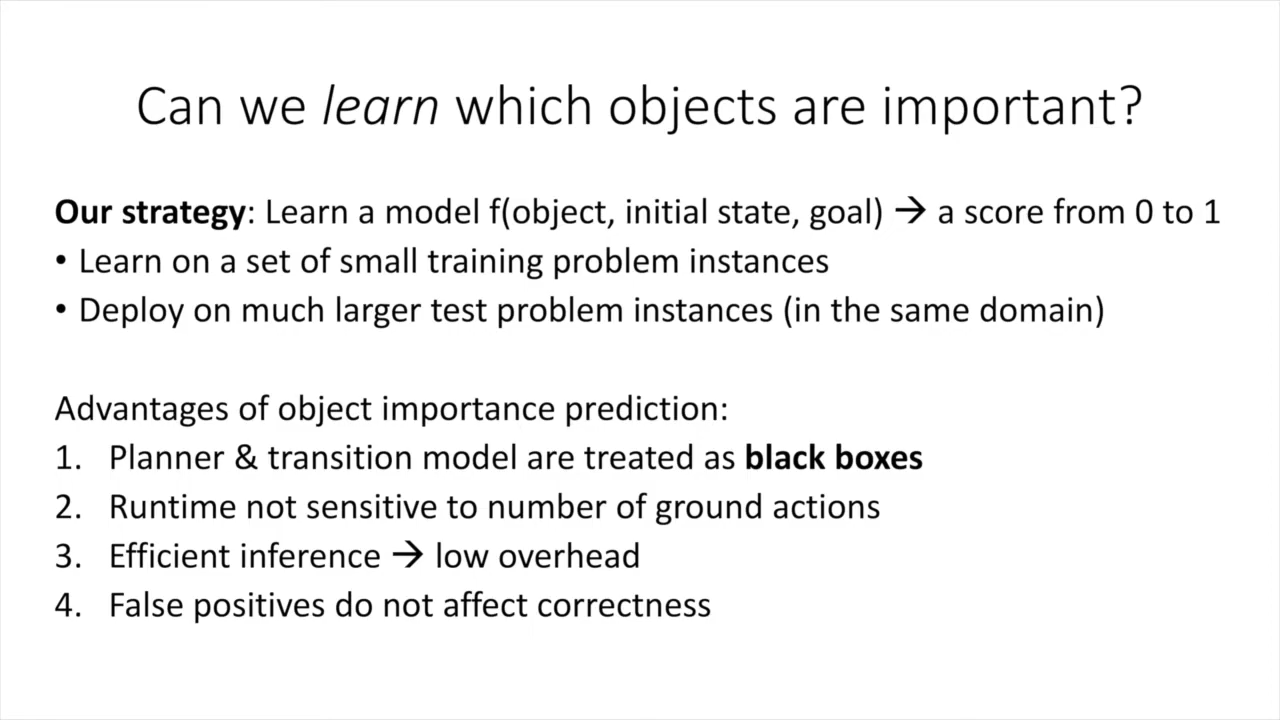 Can we learn which objects are important?
Our strategy: Learn a model f(object, initial state, goal) → a score from 0 to 1
• Learn on a set of small training problem instances
• Deploy on much larger test problem instances (in the same domain)
Advantages of object importance prediction:
1. Planner & transition model are treated as black boxes
2. Runtime not sensitive to number of ground actions
3. Efficient inference → low overhead
4. False positives do not affect correctness